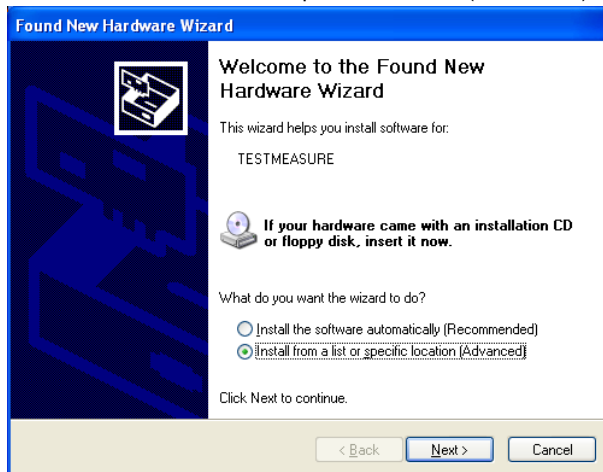 Found New Hardware Wizard
Welcome to the Found New
Hardware Wizard
This wizard helps you install software for:
TESTMEASURE
If your hardware came with an installation CD
or floppy disk, insert it now.
What do you want the wizard to do?
Install the software automatically (Recommended)
Install from a list or specific location (Advanced)
Click Next to continue.
< Back Next > Cancel